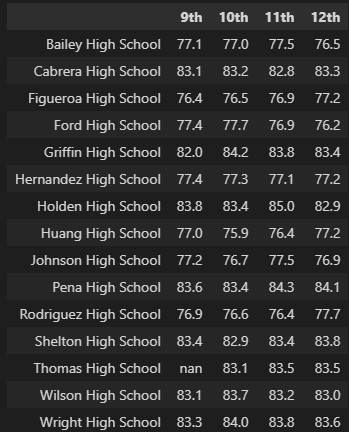 9th 10th 11th 12th
Bailey High School 77.1 77.0 77.5 76.5
Cabrera High School 83.1 83.2 82.8 83.3
Figueroa High School 76.4 76.5 76.9 77.2
Ford High School 77.4 77.7 76.9 76.2
Griffin High School 82.0 84.2 83.8 83.4
Hernandez High School 77.4 77.3 77.1 77.2
Holden High School 83.8 83.4 85.0 82.9
Huang High School 77.0 75.9 76.4 77.2
Johnson High School 77.2 76.7 77.5 76.9
Pena High School 83.6 83.4 84.3 84.1
Rodriguez High School 76.9 76.6 76.4 77.7
Shelton High School 83.4 82.9 83.4 83.8
Thomas High School nan 83.1 83.5 83.5
Wilson High School 83.1 83.7 83.2 83.0
Wright High School 83.3 84.0 83.8 83.6